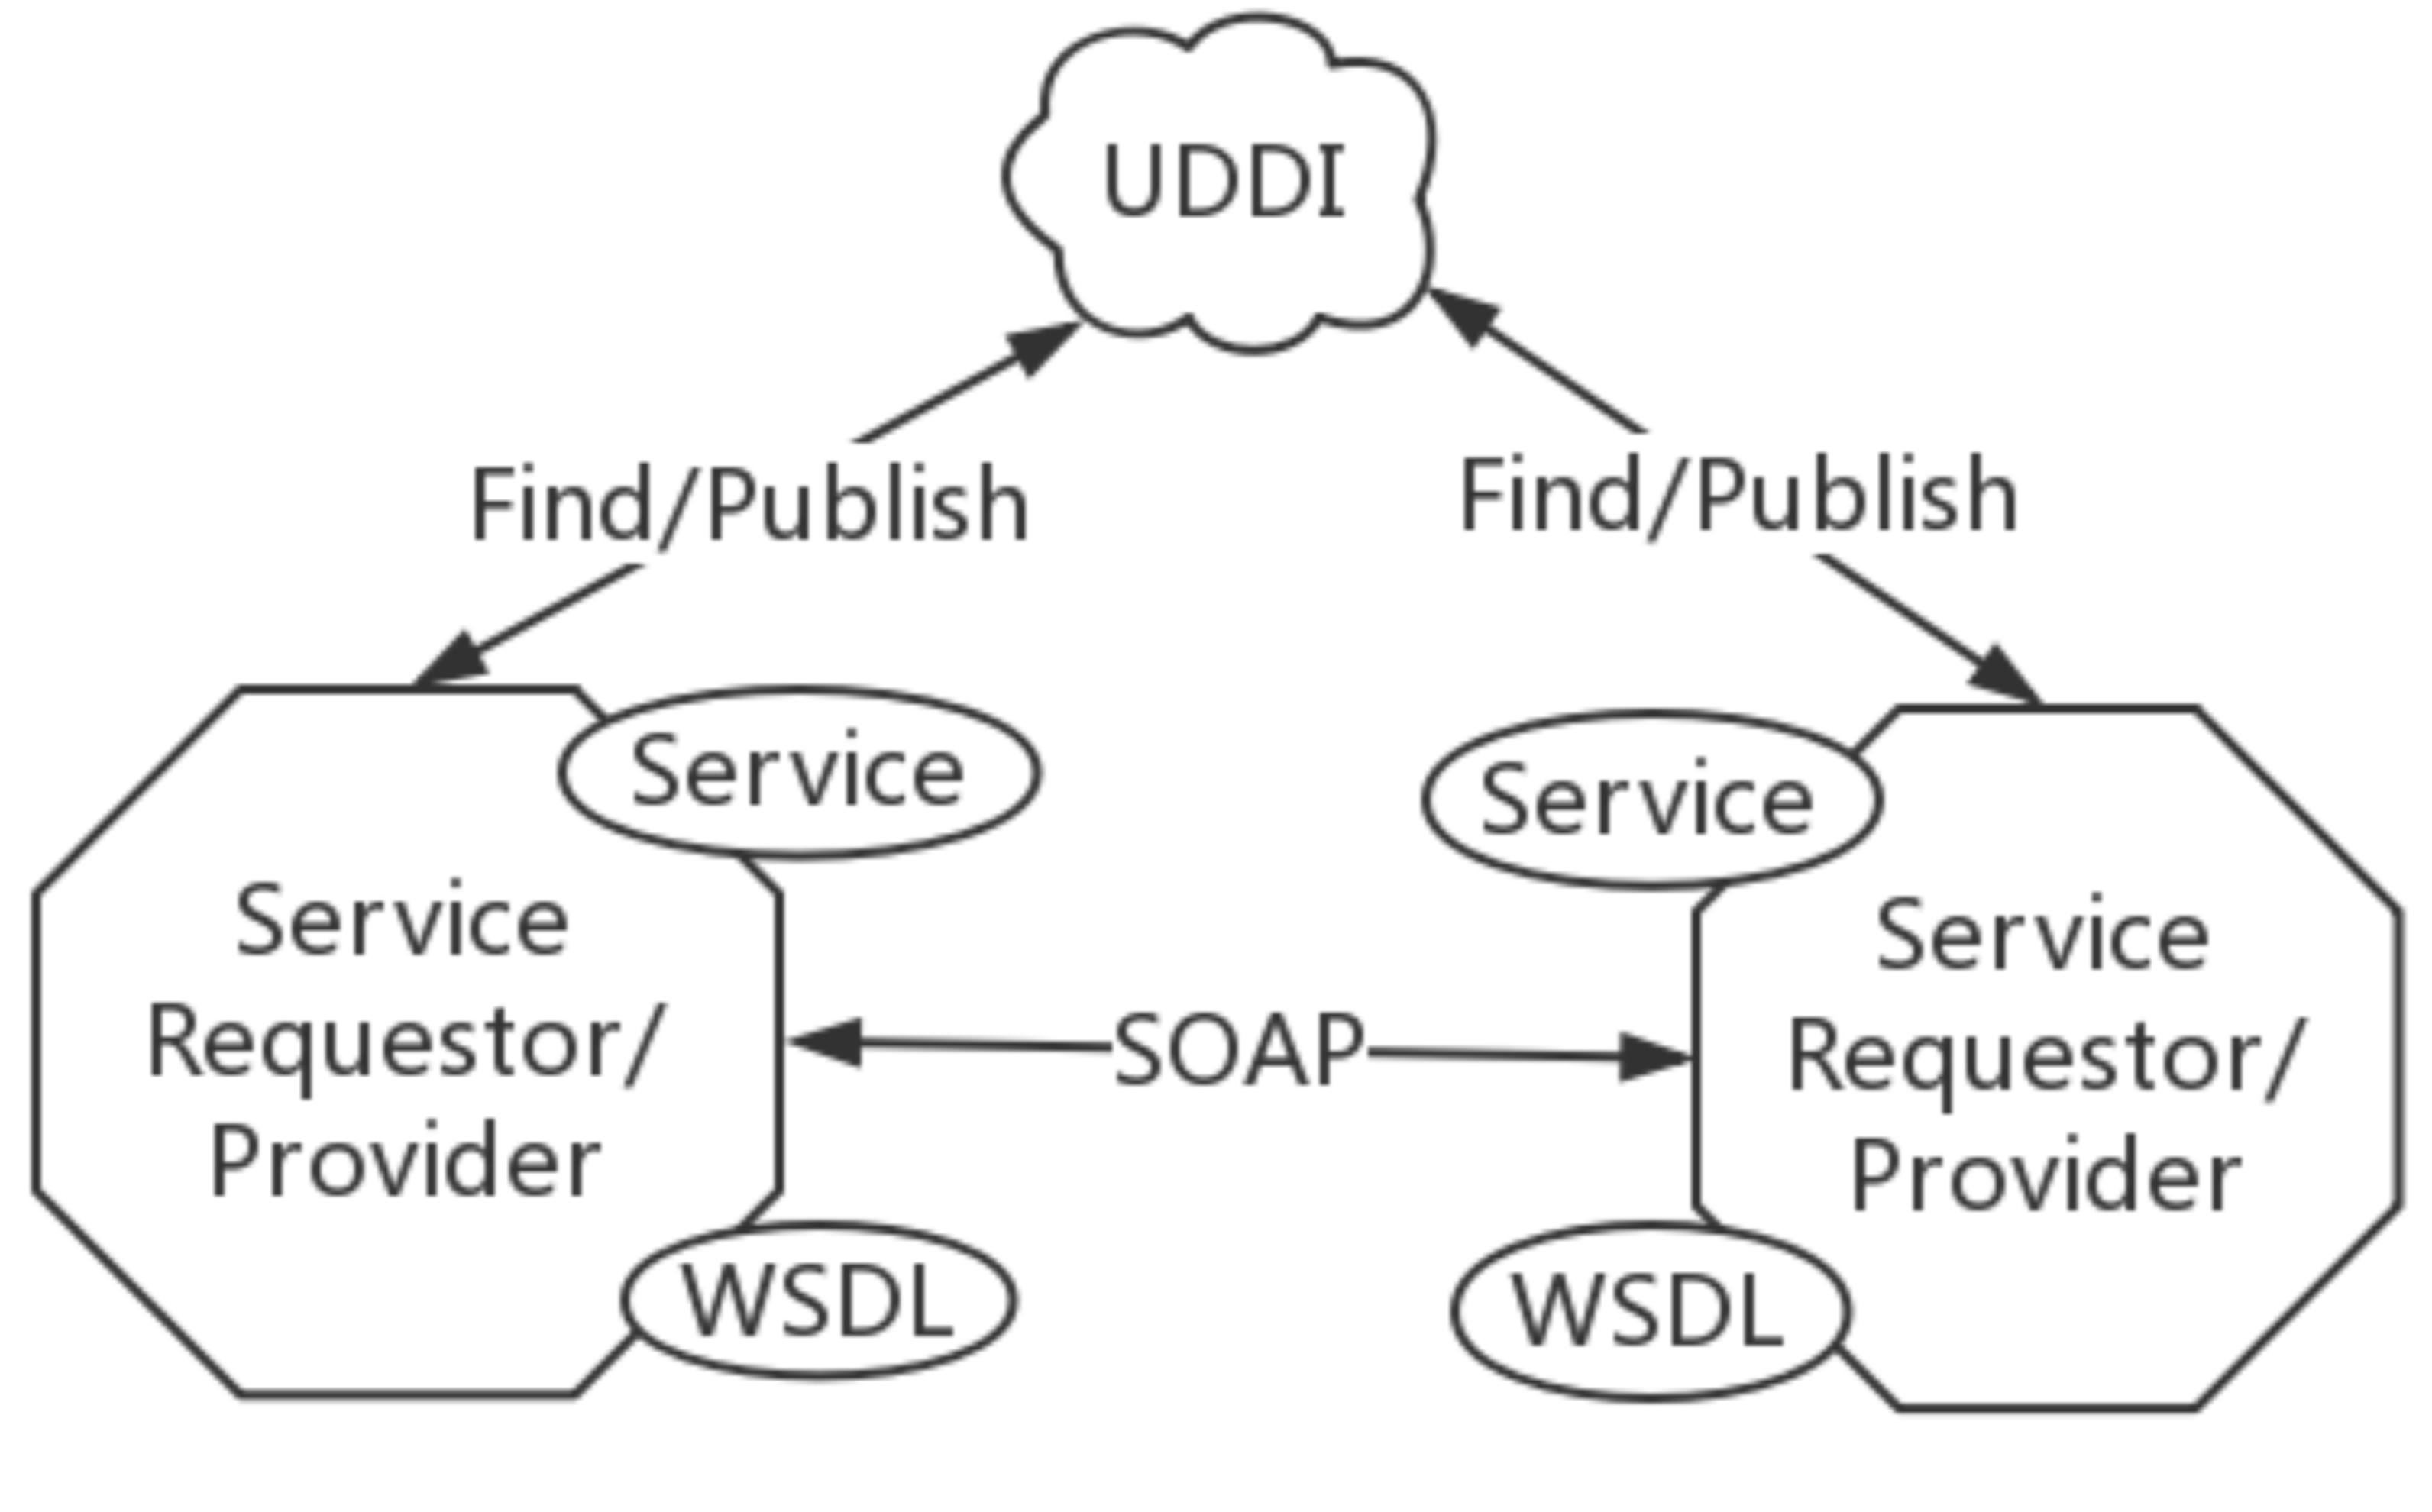 UDDI
Find/Publish
Find/Publish
Service
Service
Service
Requestor/
Provider
SOAP
Service
Requestor/
Provider
WSDL
WSDL